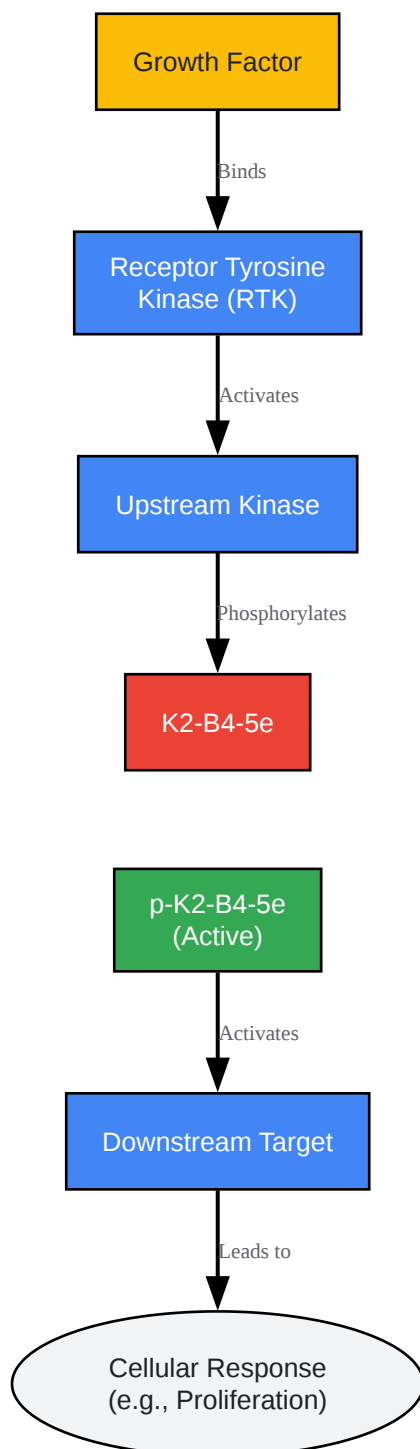 Growth Factor
Binds
Receptor Tyrosine
Kinase (RTK)
Activates
Upstream Kinase
Phosphorylates
K2-B4-5e
p-K2-B4-5e
(Active)
Activates
Downstream Target
Leads to
Cellular Response
(e.g., Proliferation)